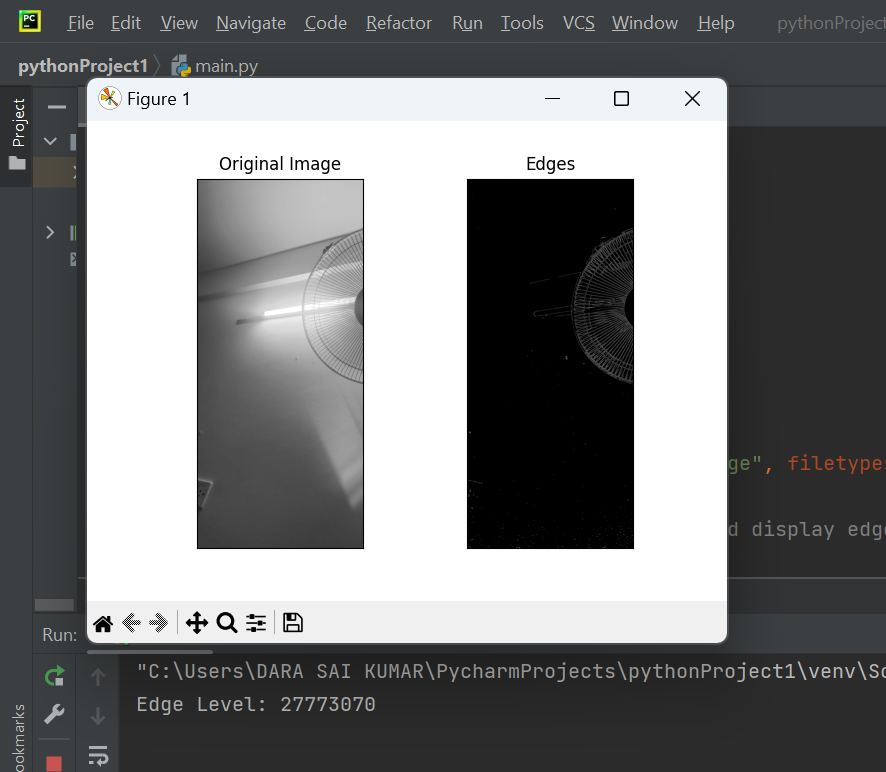 PC
File Edit View Navigate Code Refactor Run Tools VCS Window Help pythonProject
pythonProject1 main.py
Project
Figure 1
Original Image Edges
ge", filetypes
d display edge
Run:
"C:\Users\DARA SAI KUMAR\PycharmProjects\pythonProject1\venv\Sc
Edge Level: 27773070
ookmarks